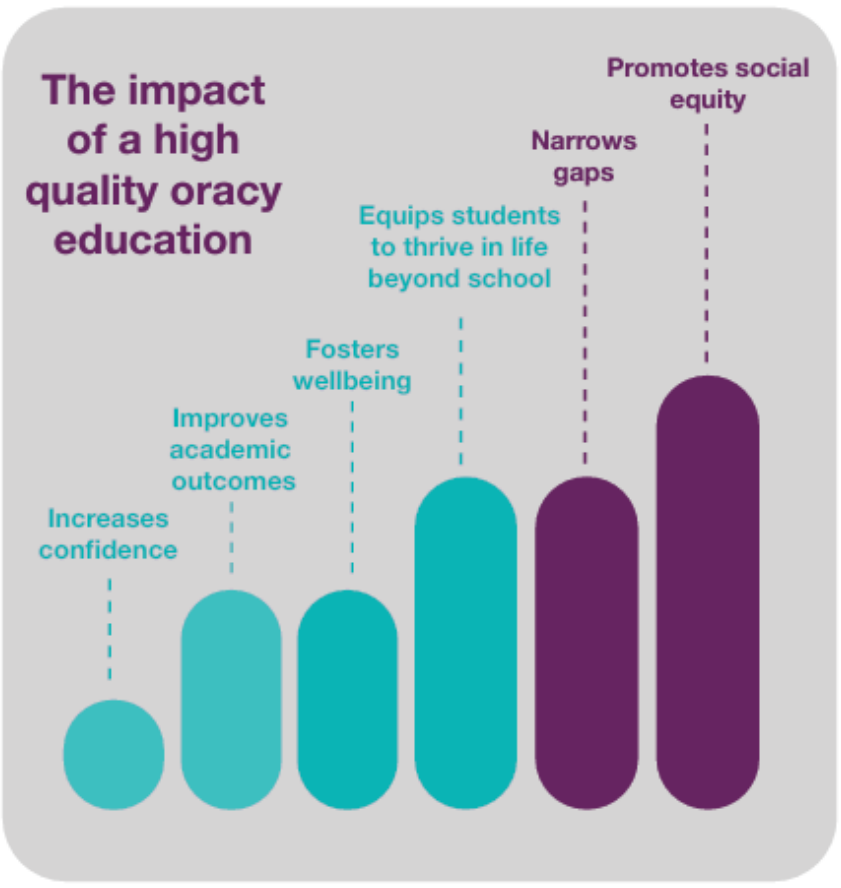 The impact
of a high
quality oracy
education
Increases
confidence
Improves
academic
outcomes
Fosters
wellbeing
Equips students
to thrive in life
beyond school
Narrows
gaps
Promotes social
equity